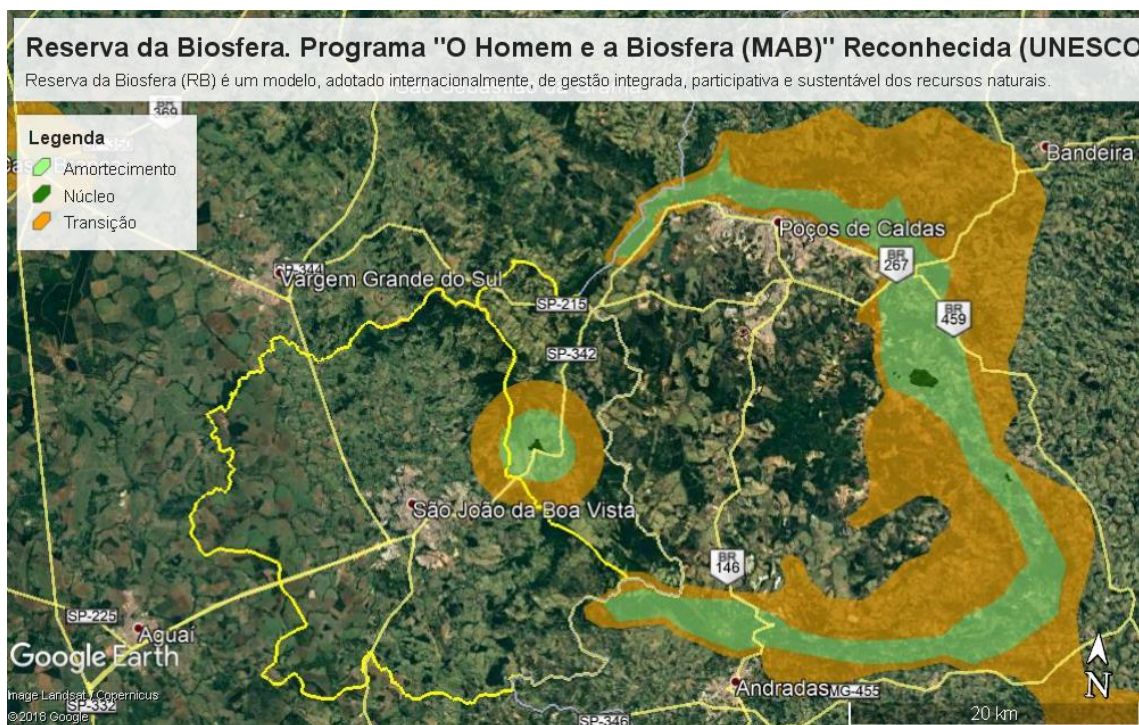 Reserva da Biosfera. Programa "O Homem e a Biosfera (MAB)" Reconhecida (UNESCO
Reserva da Biosfera (RB) é um modelo, adotado internacionalmente, de gestão integrada, participativa e sustentável dos recursos naturais.
BR
369
Legenda
Amortecimento
Núcleo
Transição
Bandeira
Poços de Caldas
BR
267
SP-344
Vargem Grande do Sul
SP-215
BR
459
SP-342
São João da Boa Vista
BR
146
SP-225
Aguaí
Google Earth
Andradas
MG-455
N
Image Landsat / Copernicus
SP-332
© 2018 Google
SP-346
20 km